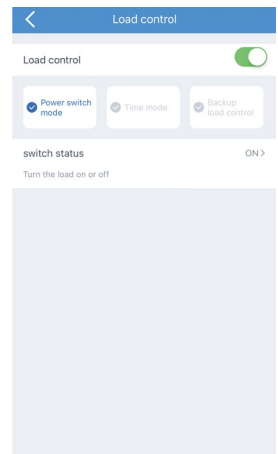 Load control
Load control
Power switch
mode
Time mode
Backup
load control
switch status
ON >
Turn the load on or off